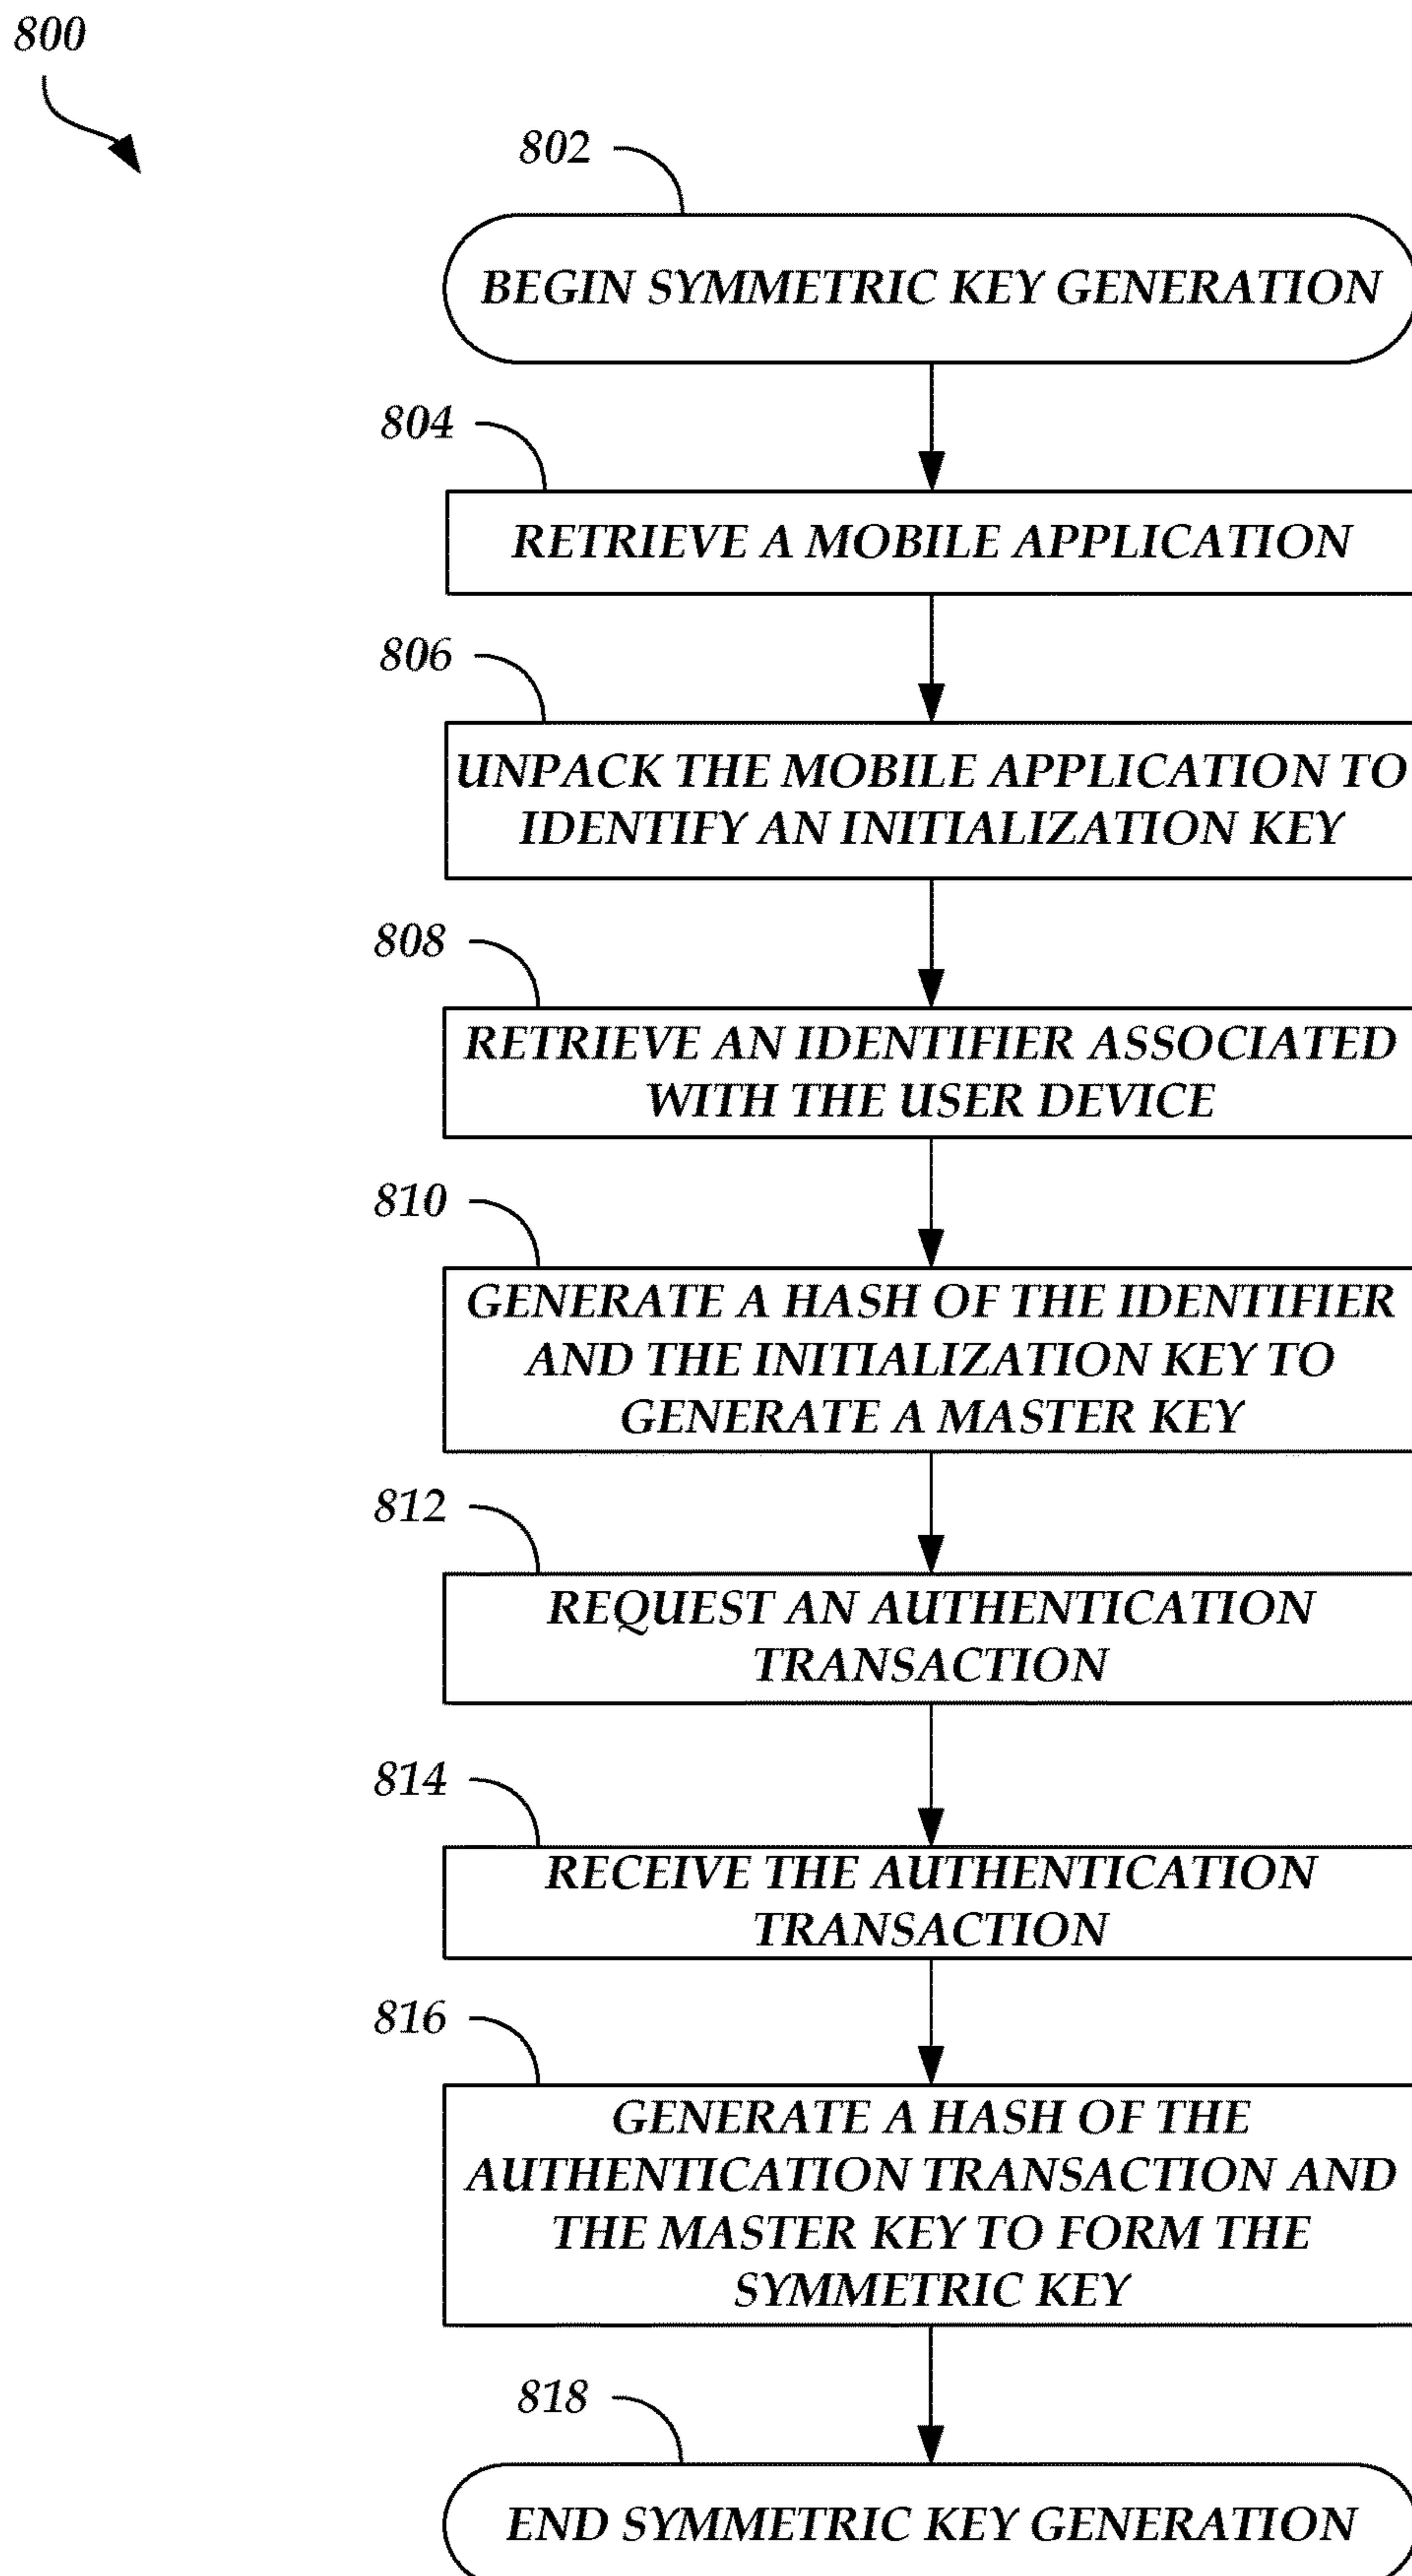 800
802
BEGIN SYMMETRIC KEY GENERATION
804
RETRIEVE A MOBILE APPLICATION
806
UNPACK THE MOBILE APPLICATION TO
IDENTIFY AN INITIALIZATION KEY
808
RETRIEVE AN IDENTIFIER ASSOCIATED
WITH THE USER DEVICE
810
GENERATE A HASH OF THE IDENTIFIER
AND THE INITIALIZATION KEY TO
GENERATE A MASTER KEY
812
REQUEST AN AUTHENTICATION
TRANSACTION
814
RECEIVE THE AUTHENTICATION
TRANSACTION
816
GENERATE A HASH OF THE
AUTHENTICATION TRANSACTION AND
THE MASTER KEY TO FORM THE
SYMMETRIC KEY
818
END SYMMETRIC KEY GENERATION